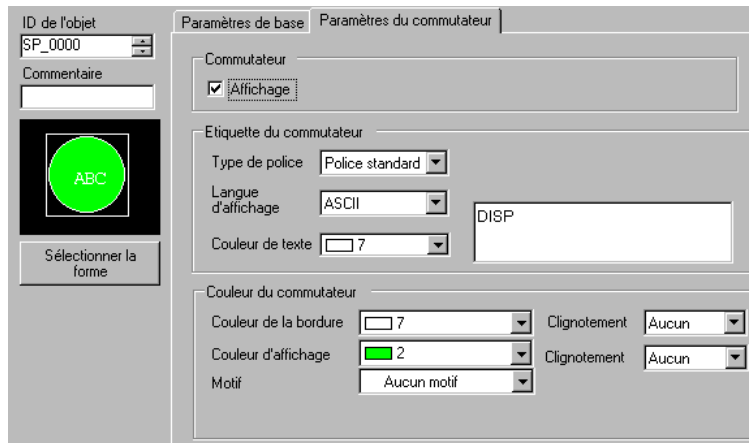 ID de l'objet
SP_0000
Commentaire
ABC
Sélectionner la
forme
Paramètres de base Paramètres du commutateur
Commutateur
Affichage
Etiquette du commutateur
Type de police Police standard
Langue
d'affichage ASCII
Couleur de texte 7
DISP
Couleur du commutateur
Couleur de la bordure 7 Clignotement Aucun
Couleur d'affichage 2 Clignotement Aucun
Motif Aucun motif